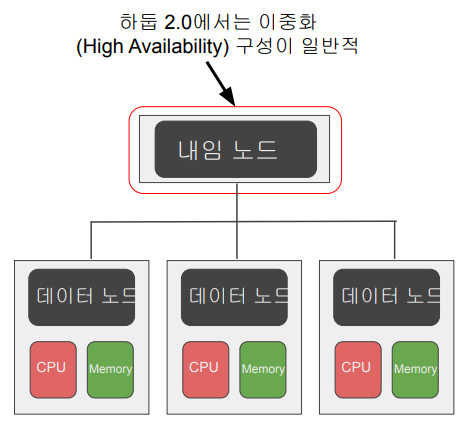 하둡 2.0에서는 이중화
(High Availability) 구성이 일반적
내임 노드
데이터 노드
데이터 노드
데이터 노드
CPU
Memory
CPU
Memory
CPU
Memory